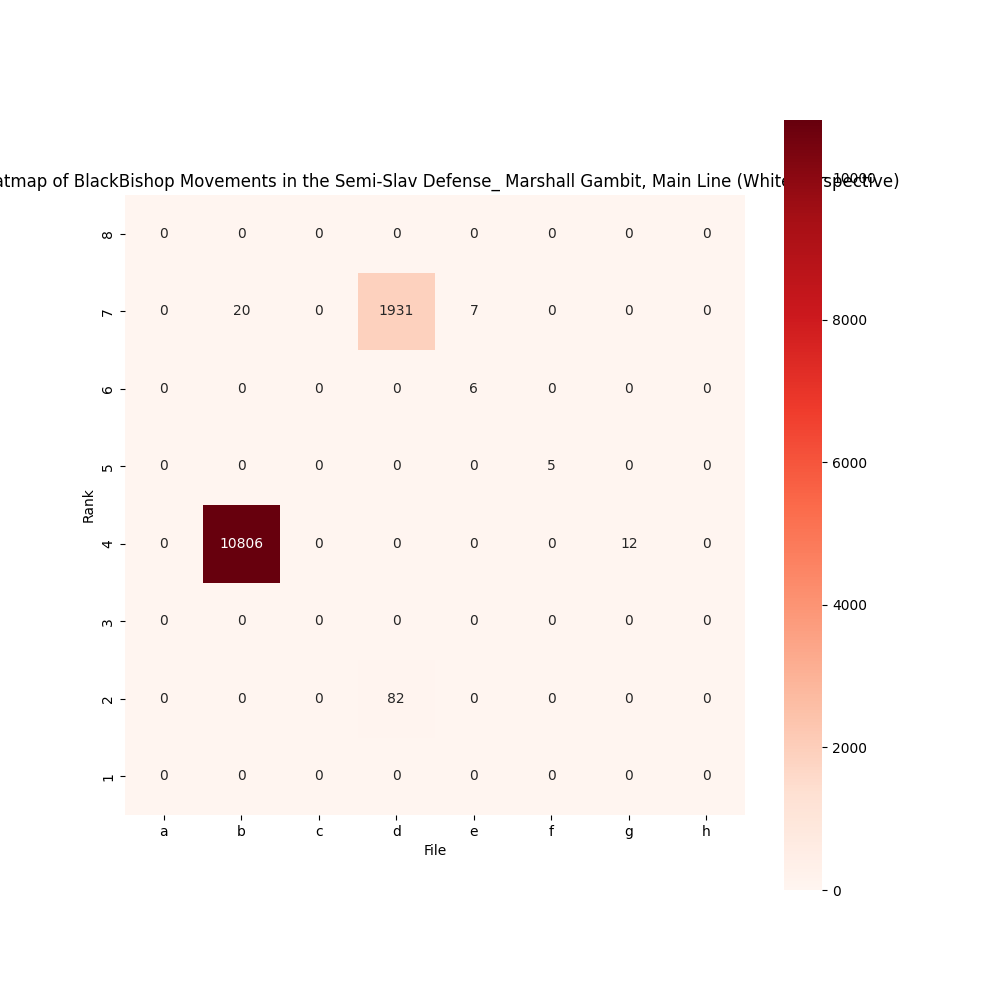 atmap of BlackBishop Movements in the Semi-Slav Defense_ Marshall Gambit, Main Line (White spective)
10000
8 0 0 0 0 0 0 0 0
7 0 20 0 1931 7 0 0 0
8000
6 0 0 0 0 6 0 0 0
5 0 0 0 0 0 5 0 0
6000
Rank
4 0 10806 0 0 0 0 12 0
4000
3 0 0 0 0 0 0 0 0
2 0 0 0 82 0 0 0 0
2000
1 0 0 0 0 0 0 0 0
a b c d e f g h
File
0